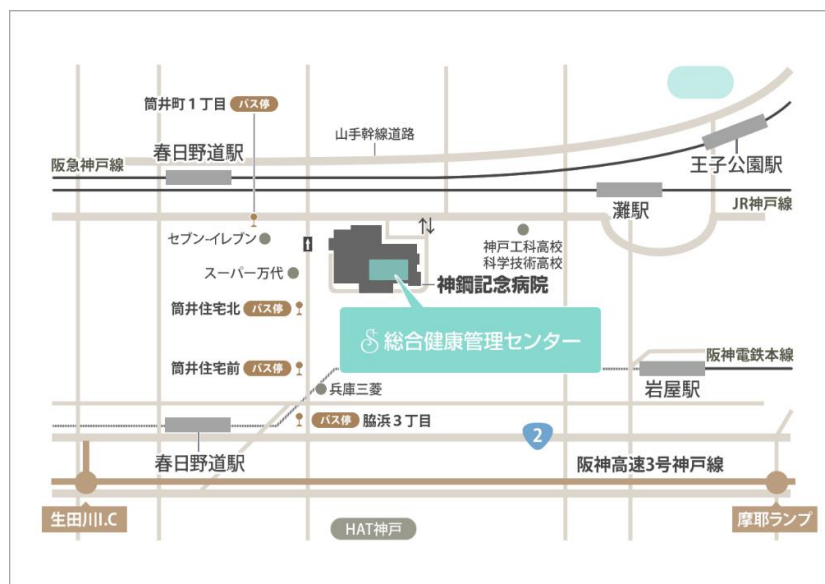 筒井町1丁目 バス停
山手幹線道路
春日野道駅
阪急神戸線
王子公園駅
灘駅
JR神戸線
セブン-イレブン
神戸工科高校
科学技術高校
スーパー万代
神鋼記念病院
筒井住宅北 バス停
総合健康管理センター
筒井住宅前 バス停
阪神電鉄本線
兵庫三菱
岩屋駅
バス停 脇浜3丁目
2
春日野道駅
阪神高速3号神戸線
生田川I.C
HAT神戸
摩耶ランプ